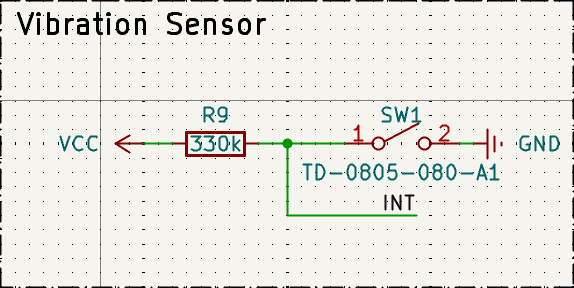 Vibration Sensor
R9
SW1
VCC
330k
1
2
GND
TD-0805-080-A1
INT